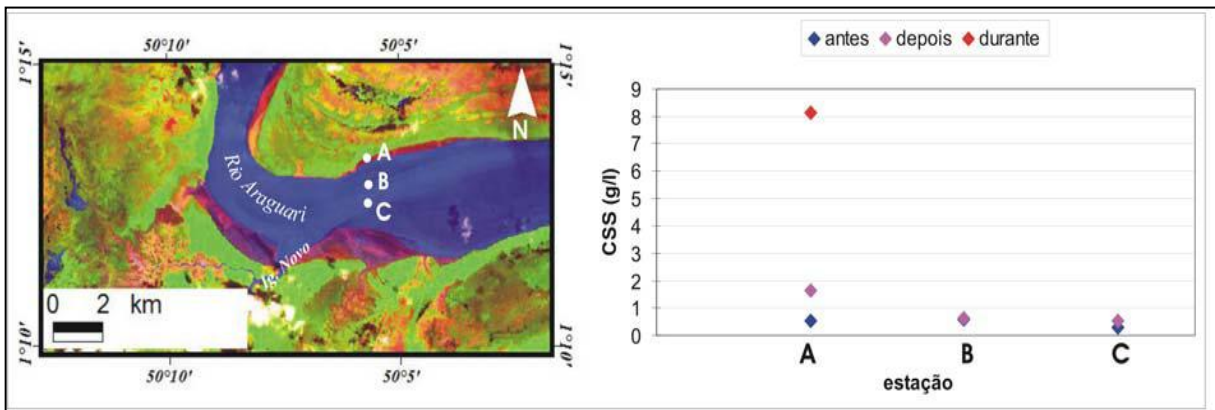 50°10'
50°5'
1°15'
1°15'
N
A
B
C
Rio Araguari
Ig. Novo
0 2 km
1°10'
1°10'
50°10'
50°5'
antes depois durante
CSS (g/l)
9
8
7
6
5
4
3
2
1
0
A B C
estação